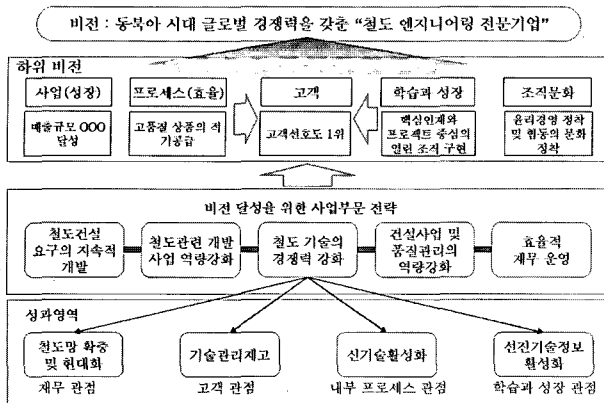 비전 : 동북아 시대 글로벌 경쟁력을 갖춘 “철도 엔지니어링 전문기업”
하위 비전
사업(성장)
매출규모 OOO
달성
프로세스(효율)
고품질 상품의 적
기공급
고객
고객선호도 1위
학습과 성장
핵심인재와
프로젝트 중심의
열린 조직 구현
조직문화
윤리경영 정착
및 협동의 문화
정착
비전 달성을 위한 사업부문 전략
철도건설
요구의 지속적
개발
철도관련 개발
사업 역량강화
철도 기술의
경쟁력 강화
건설사업 및
품질관리의
역량강화
효율적
재무 운영
성과영역
철도망 확충
및 현대화
재무 관점
기술관리제고
고객 관점
신기술활성화
내부 프로세스 관점
선진기술정보
활성화
학습과 성장 관점